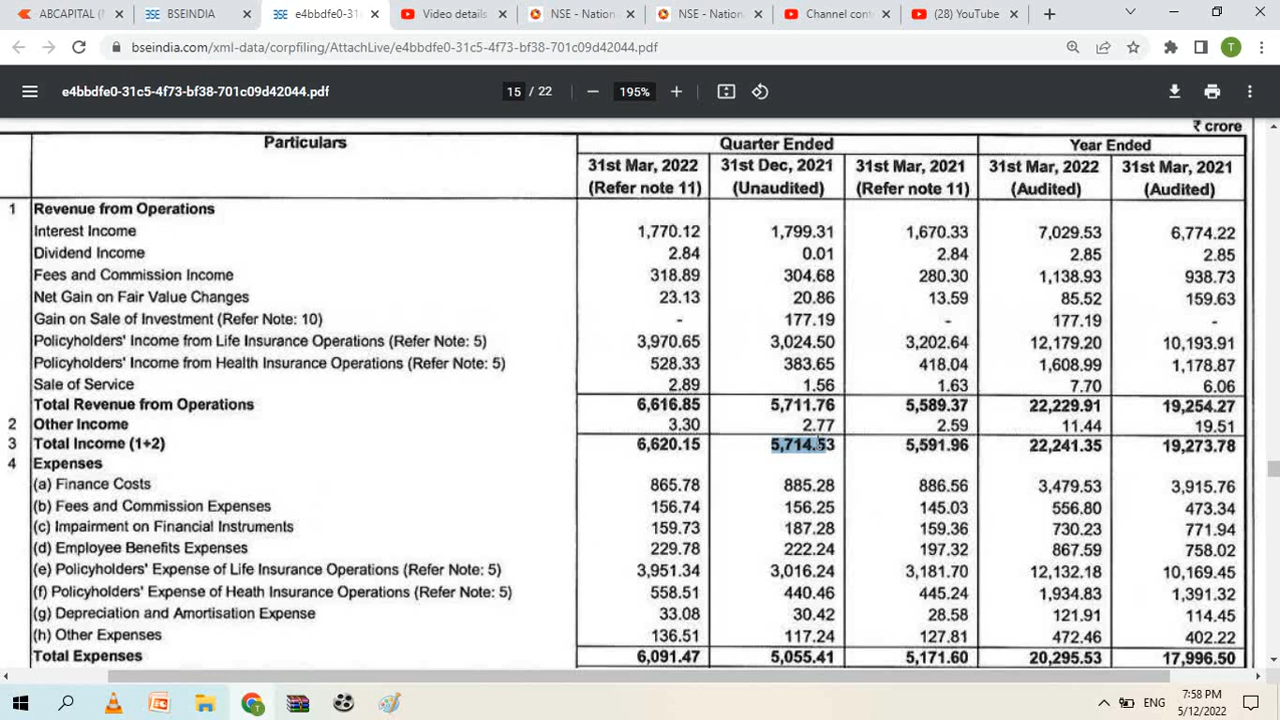 ABCAPITAL (
BSEINDIA
e4bbdfe0-31
Video details
NSE - Nation
NSE - Nation
Channel cont
(28) YouTube
bseindia.com/xml-data/corpfiling/AttachLive/e4bbdfe0-31c5-4f73-bf38-701c09d42044.pdf
T
e4bbdfe0-31c5-4f73-bf38-701c09d42044.pdf
15 / 22
195%
₹ crore
Particulars Quarter Ended Year Ended
31st Mar, 2022 31st Dec, 2021 31st Mar, 2021 31st Mar, 2022 31st Mar, 2021
(Refer note 11) (Unaudited) (Refer note 11) (Audited) (Audited)
1 Revenue from Operations
Interest Income 1,770.12 1,799.31 1,670.33 7,029.53 6,774.22
Dividend Income 2.84 0.01 2.84 2.85 2.85
Fees and Commission Income 318.89 304.68 280.30 1,138.93 938.73
Net Gain on Fair Value Changes 23.13 20.86 13.59 85.52 159.63
Gain on Sale of Investment (Refer Note: 10) - 177.19 - 177.19 -
Policyholders' Income from Life Insurance Operations (Refer Note: 5) 3,970.65 3,024.50 3,202.64 12,179.20 10,193.91
Policyholders' Income from Health Insurance Operations (Refer Note: 5) 528.33 383.65 418.04 1,608.99 1,178.87
Sale of Service 2.89 1.56 1.63 7.70 6.06
Total Revenue from Operations 6,616.85 5,711.76 5,589.37 22,229.91 19,254.27
2 Other Income 3.30 2.77 2.59 11.44 19.51
3 Total Income (1+2) 6,620.15 5,714.53 5,591.96 22,241.35 19,273.78
4 Expenses
(a) Finance Costs 865.78 885.28 886.56 3,479.53 3,915.76
(b) Fees and Commission Expenses 156.74 156.25 145.03 556.80 473.34
(c) Impairment on Financial Instruments 159.73 187.28 159.36 730.23 771.94
(d) Employee Benefits Expenses 229.78 222.24 197.32 867.59 758.02
(e) Policyholders' Expense of Life Insurance Operations (Refer Note: 5) 3,951.34 3,016.24 3,181.70 12,132.18 10,169.45
(f) Policyholders' Expense of Heath Insurance Operations (Refer Note: 5) 558.51 440.46 445.24 1,934.83 1,391.32
(g) Depreciation and Amortisation Expense 33.08 30.42 28.58 121.91 114.45
(h) Other Expenses 136.51 117.24 127.81 472.46 402.22
Total Expenses 6,091.47 5,055.41 5,171.60 20,295.53 17,996.50
ENG
7:58 PM
5/12/2022